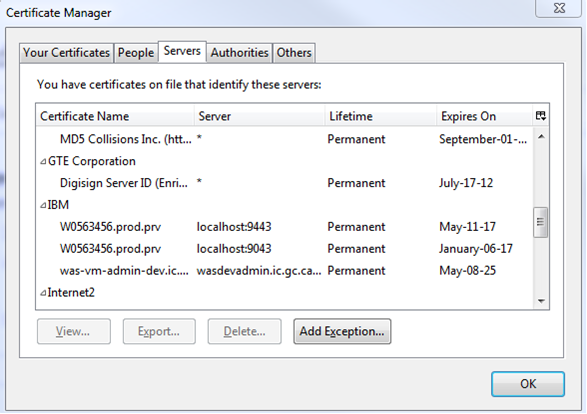 Certificate Manager
Your Certificates People Servers Authorities Others
You have certificates on file that identify these servers:
Certificate Name Server Lifetime Expires On
MD5 Collisions Inc. (htt... * Permanent September-01-...
GTE Corporation
Digisign Server ID (Enri... * Permanent July-17-12
IBM
W0563456.prod.prv localhost:9443 Permanent May-11-17
W0563456.prod.prv localhost:9043 Permanent January-06-17
was-vm-admin-dev.ic.... wasdevadmin.ic.gc.ca... Permanent May-08-25
Internet2
View... Export... Delete... Add Exception...
OK